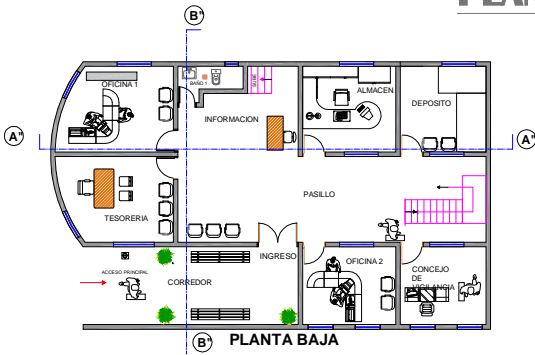 B"
OFICINA 1
BAÑO 1
SUBE
ALMACEN
INFORMACION
DEPOSITO
A"
A"
TESORERIA
PASILLO
ACCESO PRINCIPAL
CORREDOR
INGRESO
OFICINA 2
CONCEJO
DE
VIGILANCIA
B"
PLANTA BAJA